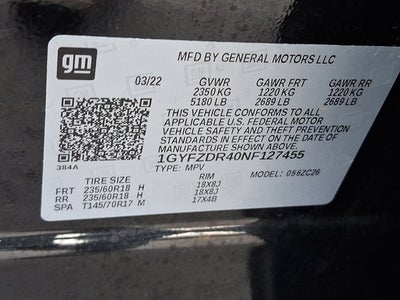 gm
MFD BY GENERAL MOTORS LLC
03/22 GVWR GAWR FRT GAWR RR
2350 KG 1220 KG 1220 KG
5180 LB 2689 LB 2689 LB
THIS VEHICLE CONFORMS TO ALL
APPLICABLE U.S. FEDERAL MOTOR
VEHICLE SAFETY, BUMPER, AND THEFT PREVENTION
STANDARDS IN EFFECT ON THE DATE OF
MANUFACTURE SHOWN ABOVE.
1GYFZDR40NF127455
TYPE: MPV MODEL: 056ZC26
384A
TIRE SIZE RIM
FRT 235/60R18 H 18X8J
RR 235/60R18 H 18X8J
SPA T145/70R17 M 17X4B